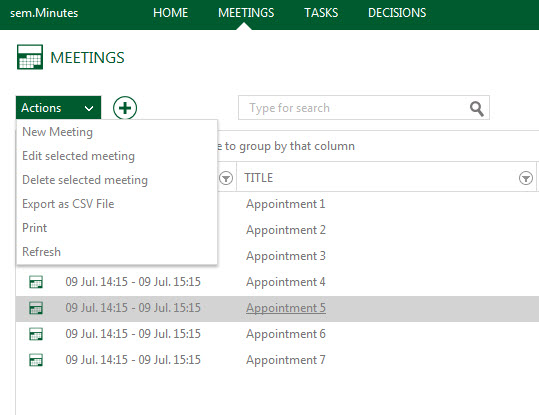 sem.Minutes HOME MEETINGS TASKS DECISIONS
MEETINGS
Actions Type for search
New Meeting
Edit selected meeting
to group by that column
Delete selected meeting
TITLE
Export as CSV File Appointment 1
Print Appointment 2
Refresh Appointment 3
09 Jul. 14:15 - 09 Jul. 15:15 Appointment 4
09 Jul. 14:15 - 09 Jul. 15:15 Appointment 5
09 Jul. 14:15 - 09 Jul. 15:15 Appointment 6
09 Jul. 14:15 - 09 Jul. 15:15 Appointment 7